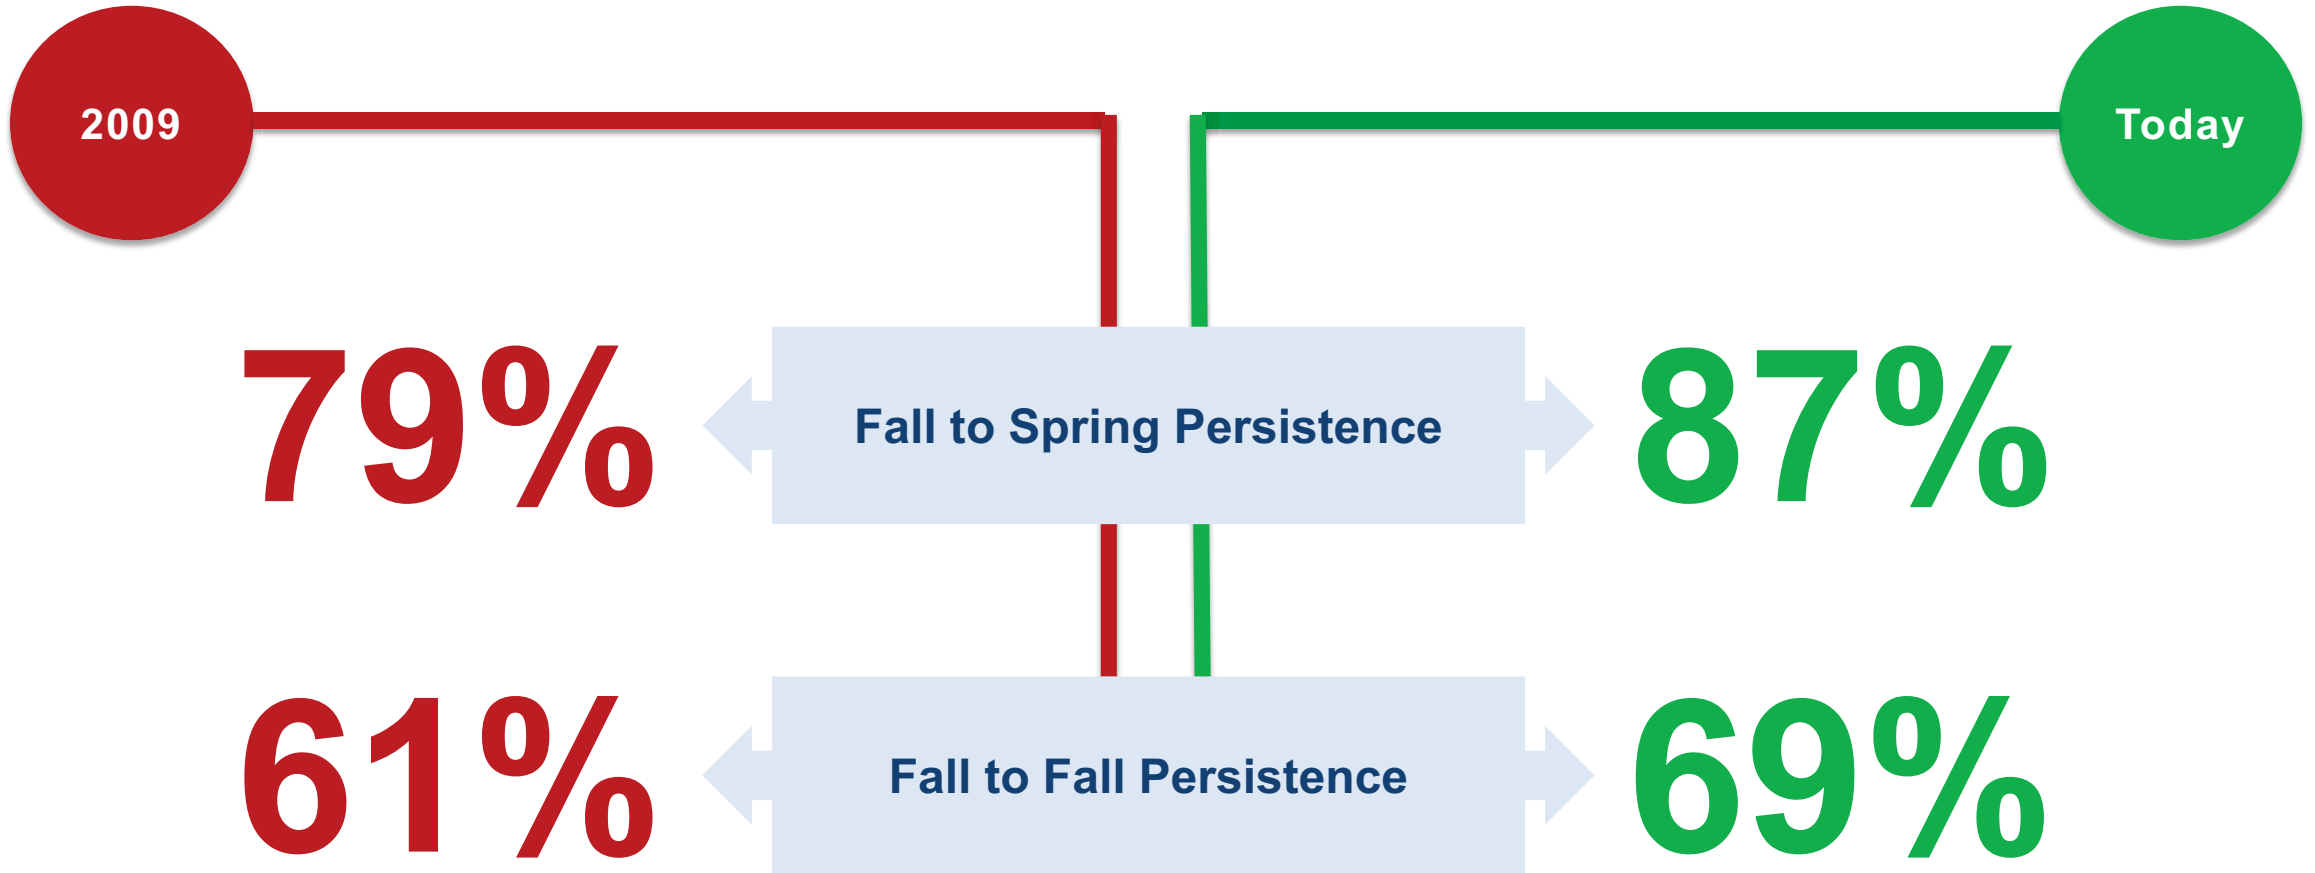 2009
Today
79%
Fall to Spring Persistence
87%
61%
Fall to Fall Persistence
69%